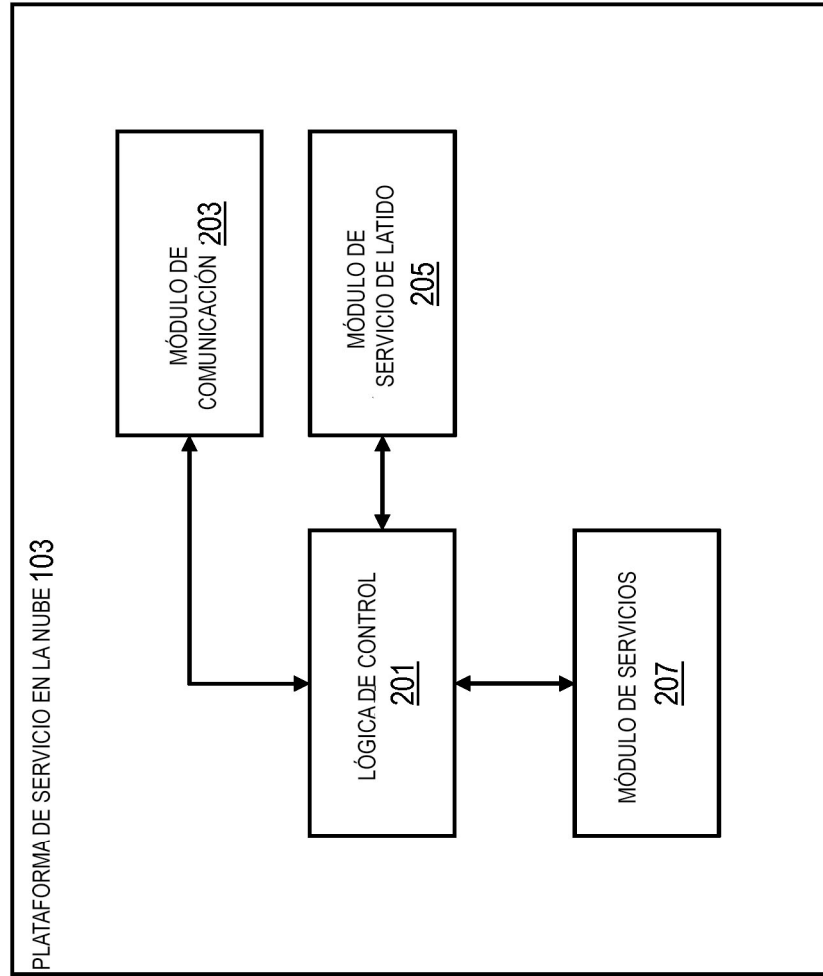 PLATAFORMA DE SERVICIO EN LA NUBE 103
MÓDULO DE
COMUNICACIÓN 203
LÓGICA DE CONTROL
201
MÓDULO DE
SERVICIO DE LATIDO
205
MÓDULO DE SERVICIOS
207